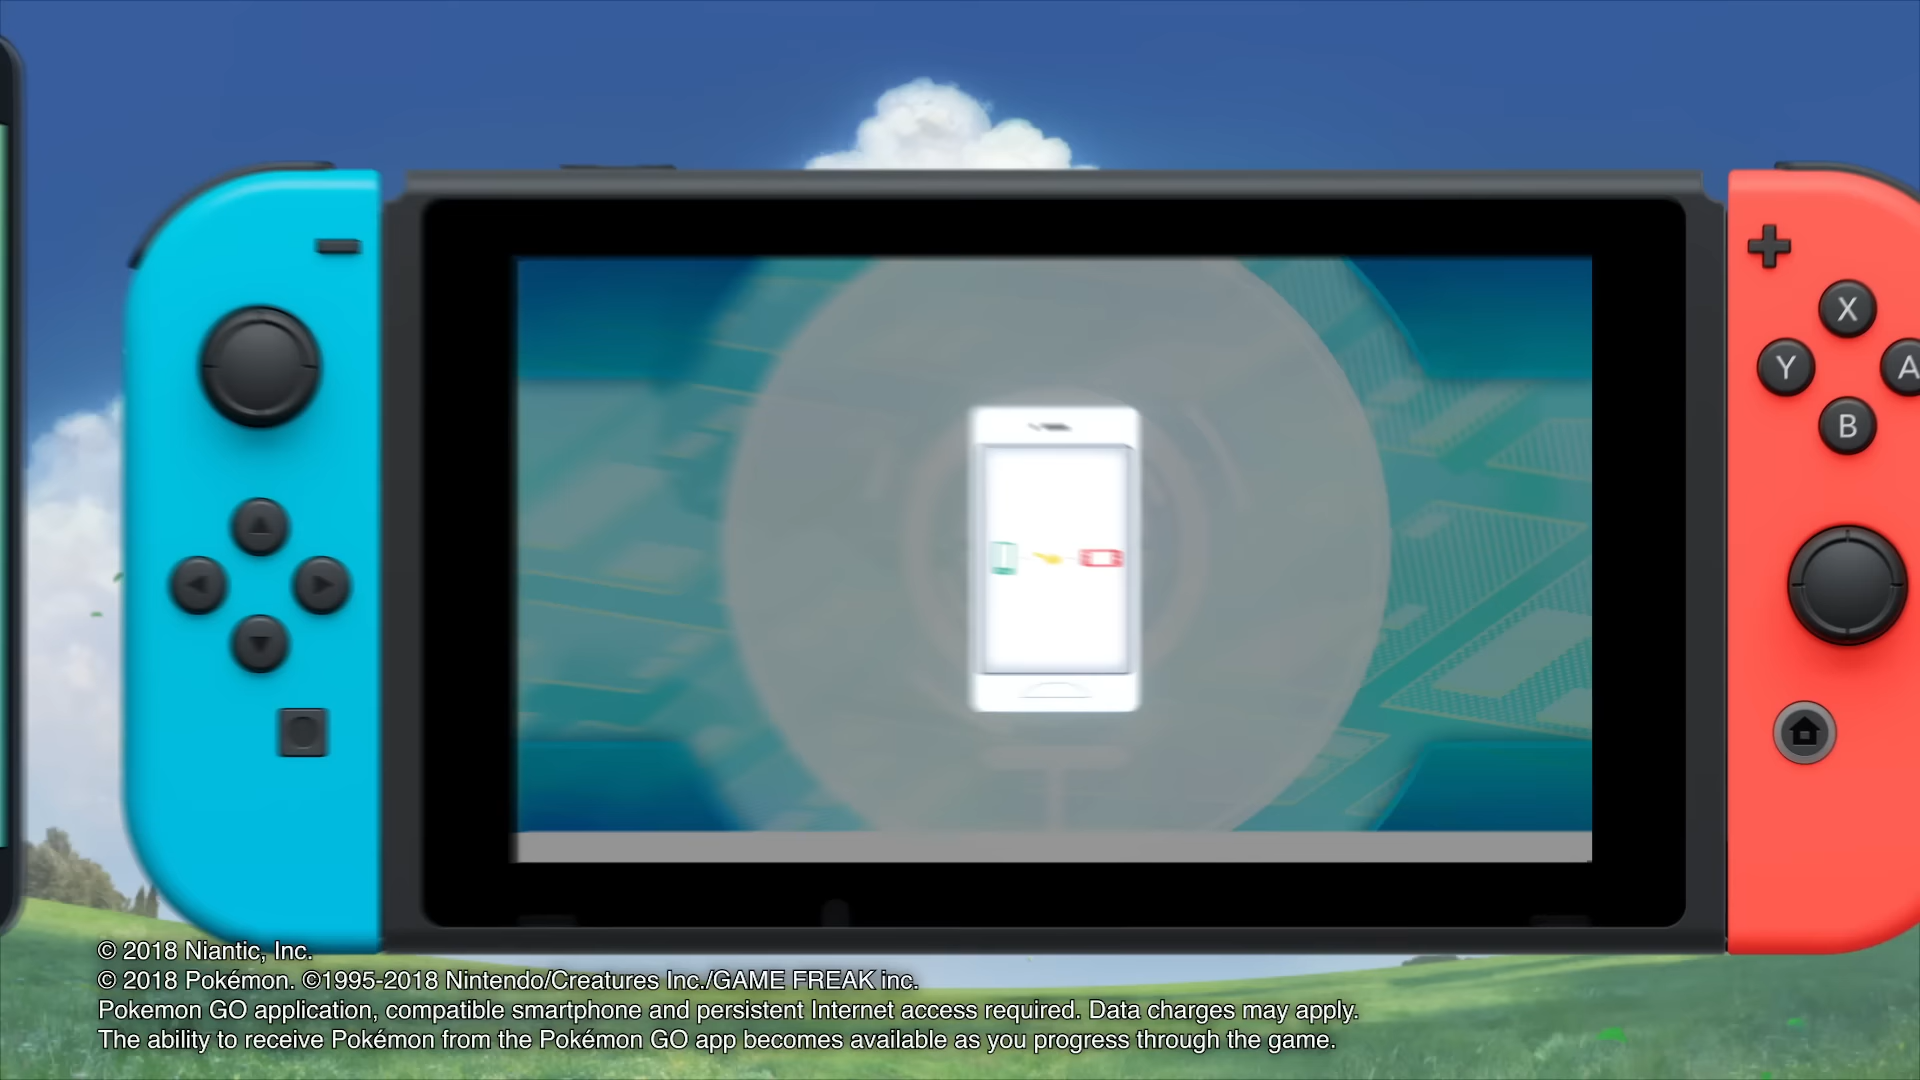 X
Y
A
B
© 2018 Niantic, Inc.
© 2018 Pokémon. ©1995-2018 Nintendo/Creatures Inc./GAME FREAK inc.
Pokemon GO application, compatible smartphone and persistent Internet access required. Data charges may apply.
The ability to receive Pokémon from the Pokémon GO app becomes available as you progress through the game.